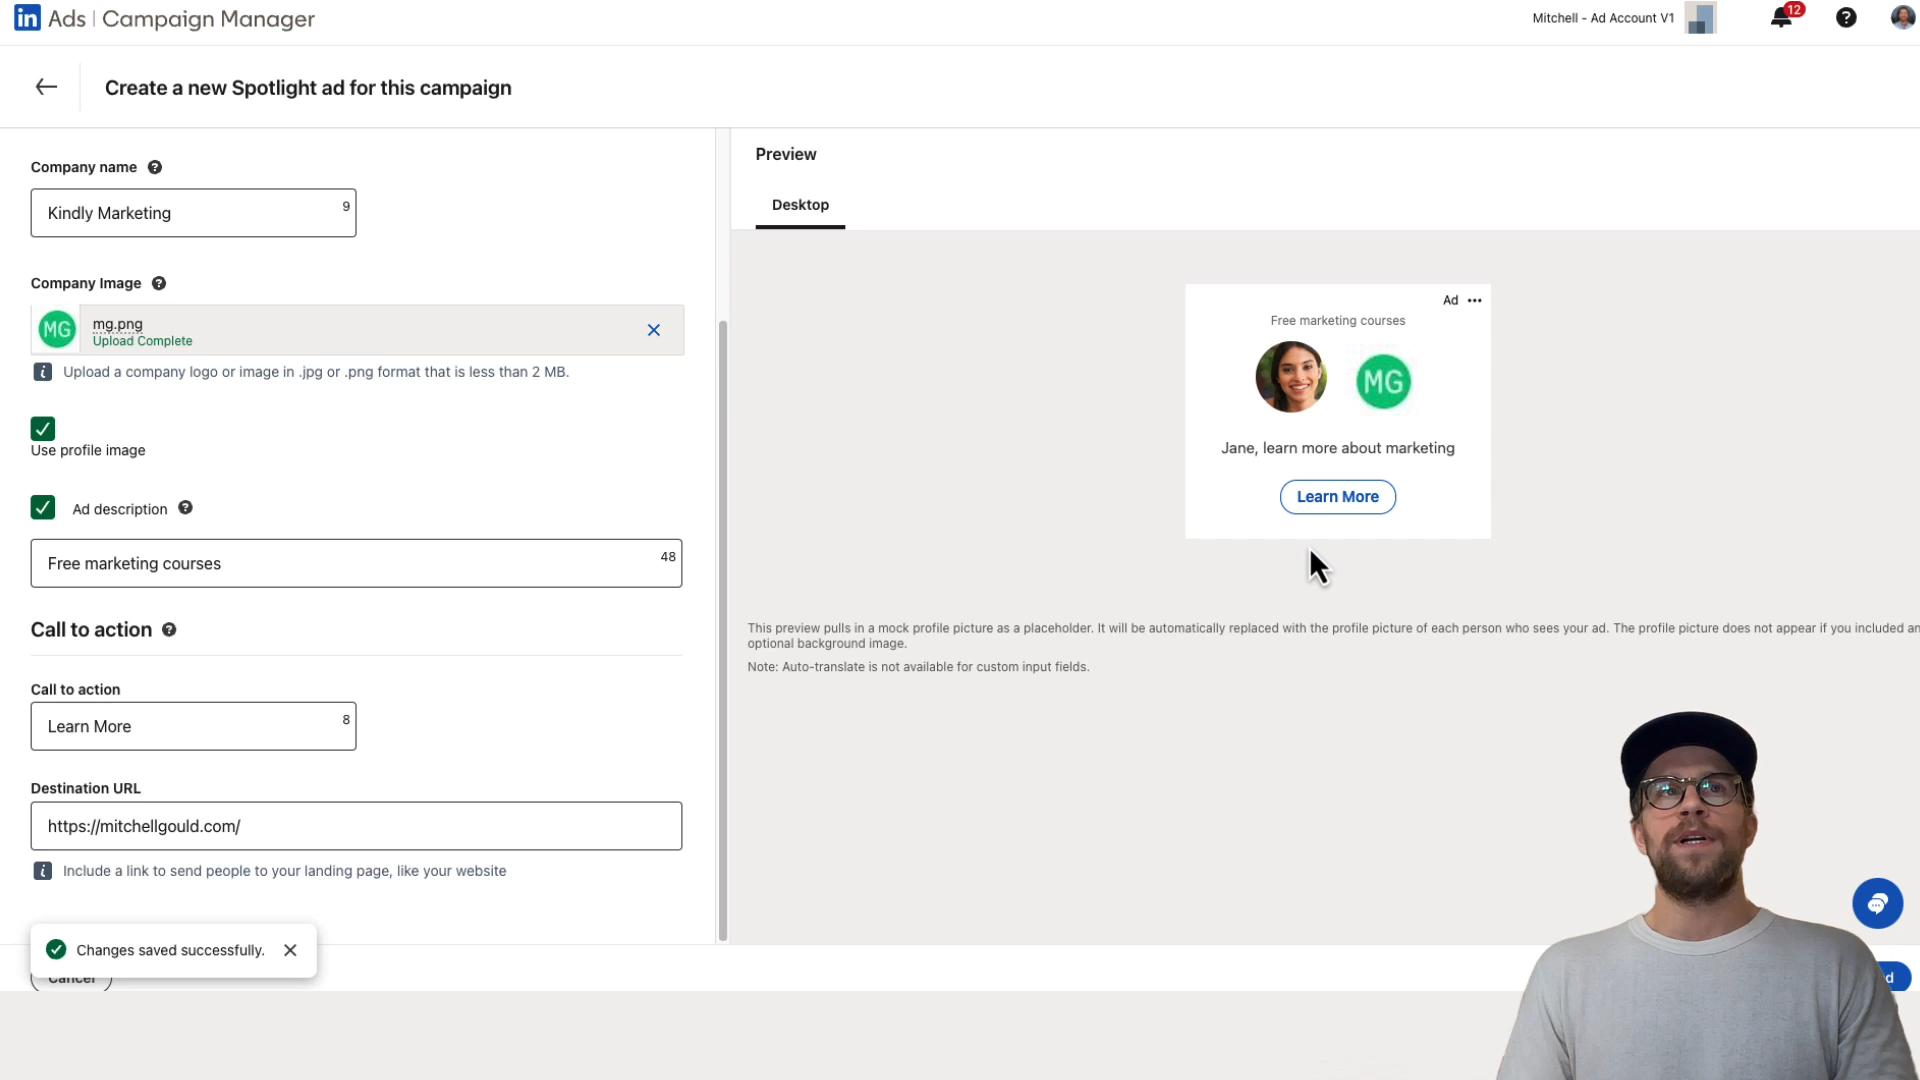 in Ads | Campaign Manager
Mitchell - Ad Account V1
12
?
Create a new Spotlight ad for this campaign
Company name ?
Kindly Marketing
9
Company Image ?
MG
mg.png
Upload Complete
i Upload a company logo or image in .jpg or .png format that is less than 2 MB.
Use profile image
Ad description ?
Free marketing courses
48
Call to action ?
Call to action
Learn More
8
Destination URL
https://mitchellgould.com/
i Include a link to send people to your landing page, like your website
Changes saved successfully.
Cancel
Preview
Desktop
Ad
Free marketing courses
MG
Jane, learn more about marketing
Learn More
This preview pulls in a mock profile picture as a placeholder. It will be automatically replaced with the profile picture of each person who sees your ad. The profile picture does not appear if you included an
optional background image.
Note: Auto-translate is not available for custom input fields.